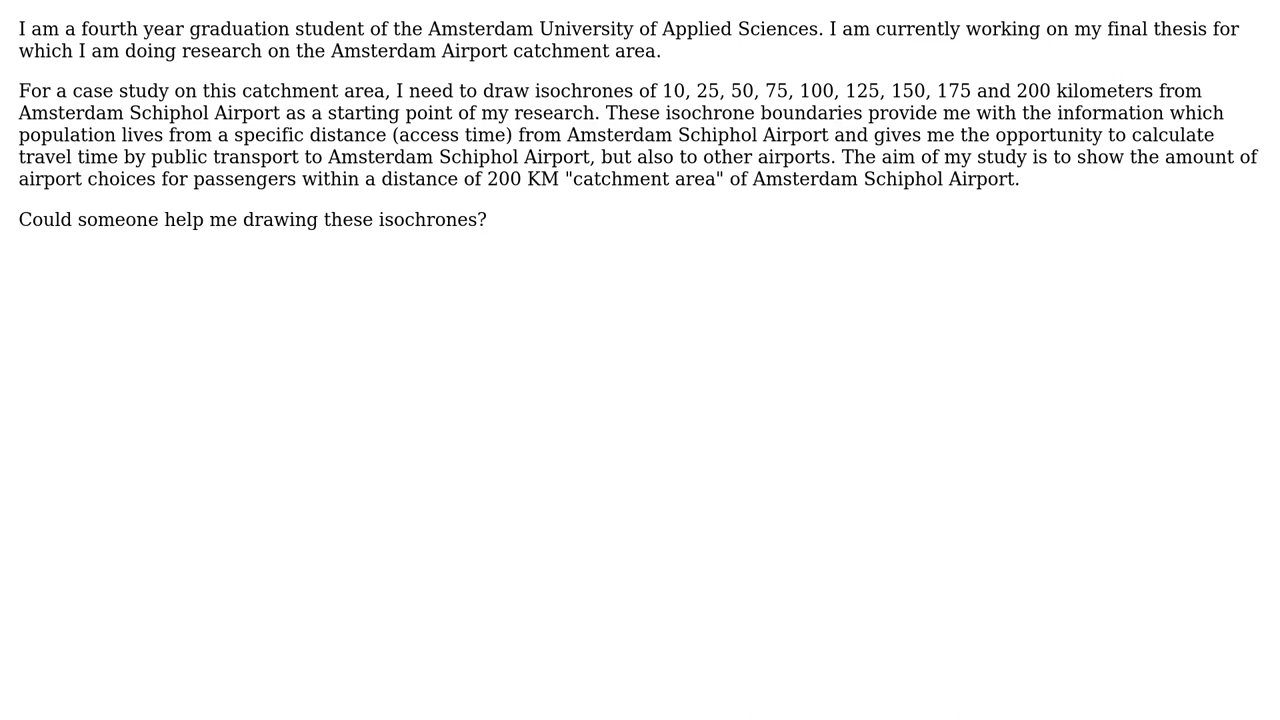 I am a fourth year graduation student of the Amsterdam University of Applied Sciences. I am currently working on my final thesis for
which I am doing research on the Amsterdam Airport catchment area.
For a case study on this catchment area, I need to draw isochrones of 10, 25, 50, 75, 100, 125, 150, 175 and 200 kilometers from
Amsterdam Schiphol Airport as a starting point of my research. These isochrone boundaries provide me with the information which
population lives from a specific distance (access time) from Amsterdam Schiphol Airport and gives me the opportunity to calculate
travel time by public transport to Amsterdam Schiphol Airport, but also to other airports. The aim of my study is to show the amount of
airport choices for passengers within a distance of 200 KM "catchment area" of Amsterdam Schiphol Airport.
Could someone help me drawing these isochrones?